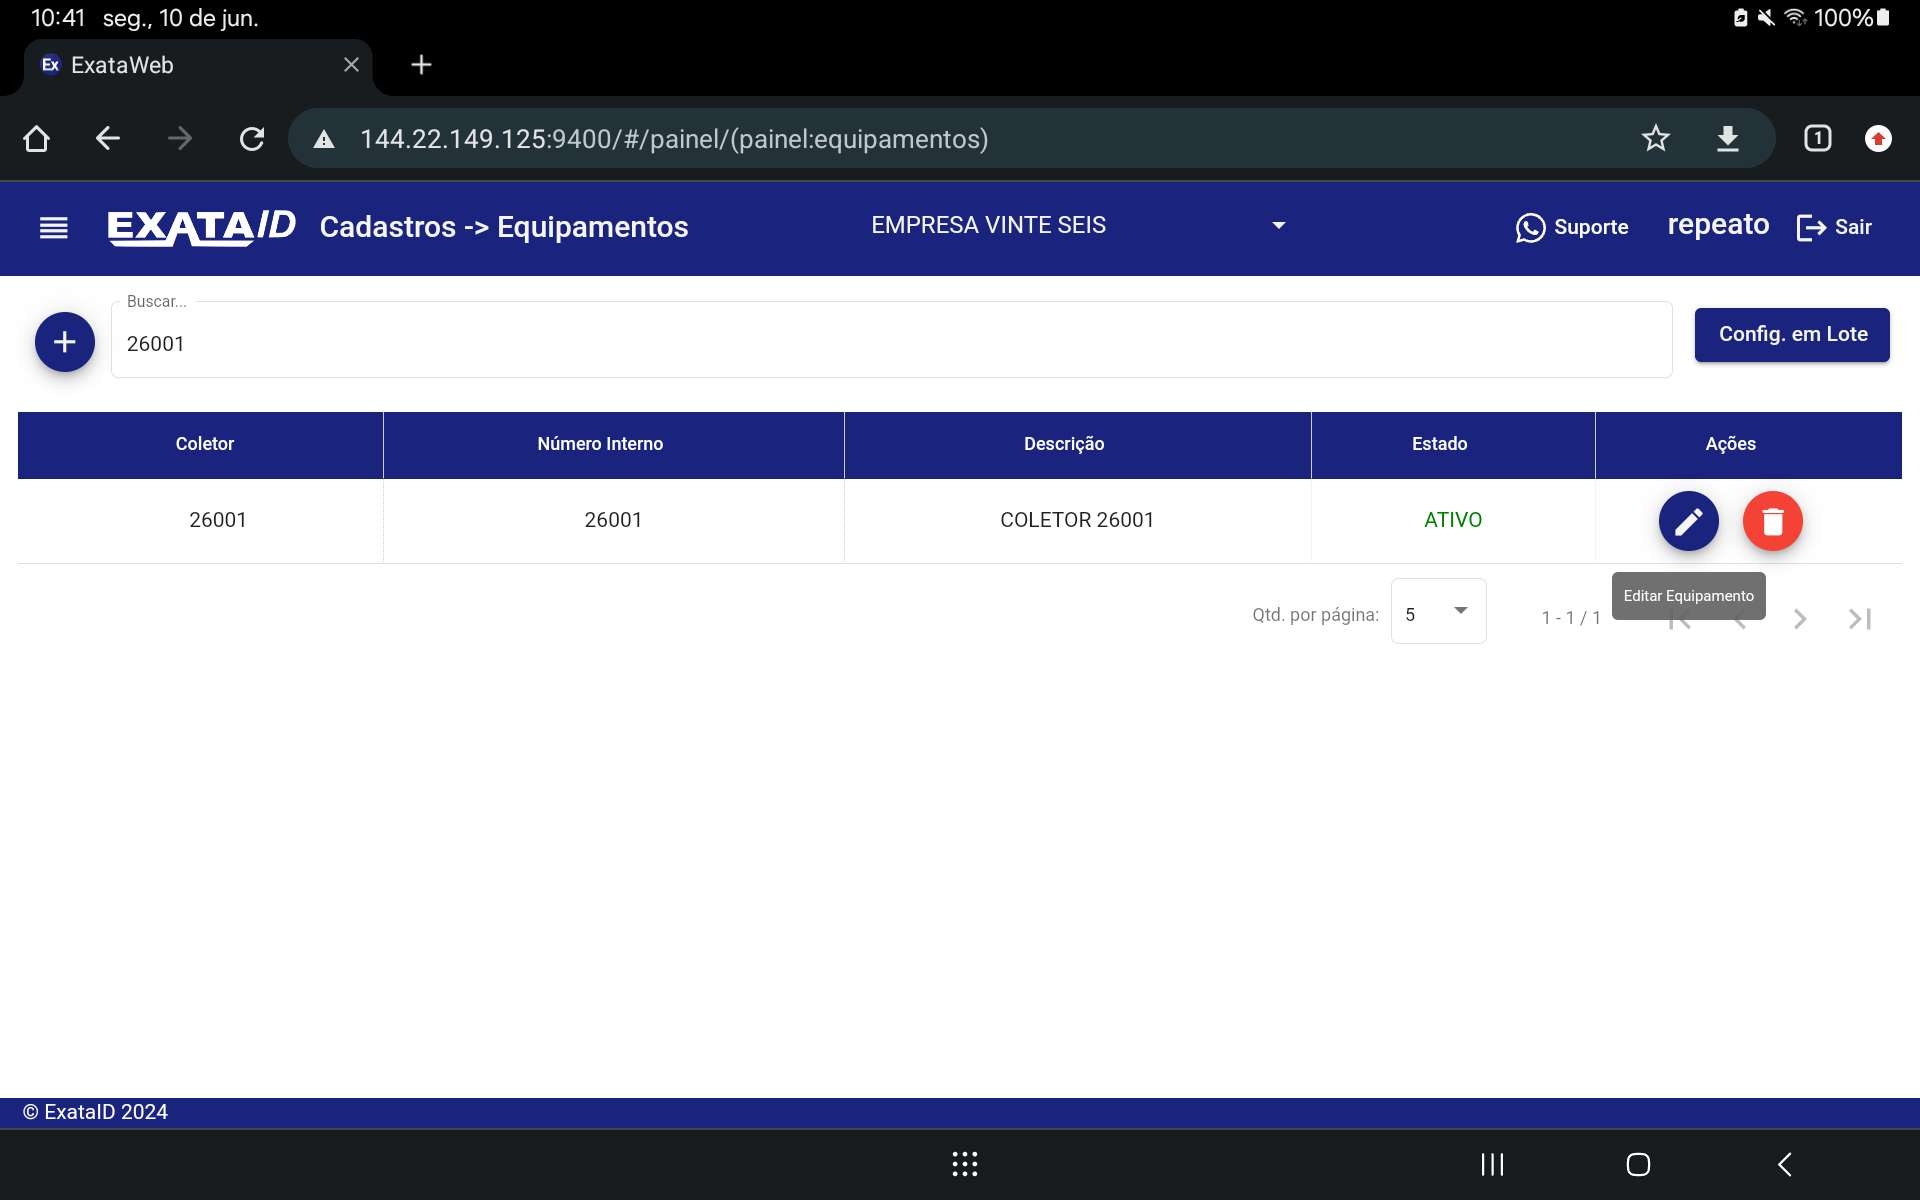 10:41 seg., 10 de jun. 100%
Ex ExataWeb
144.22.149.125:9400/#/painel/(painel:equipamentos) 1
EXATAID Cadastros -> Equipamentos EMPRESA VINTE SEIS Suporte repeato Sair
Buscar...
26001
Config. em Lote
Coletor Número Interno Descrição Estado Ações
26001 26001 COLETOR 26001 ATIVO
Editar Equipamento
Qtd. por página: 5 1 - 1 / 1
© ExataID 2024